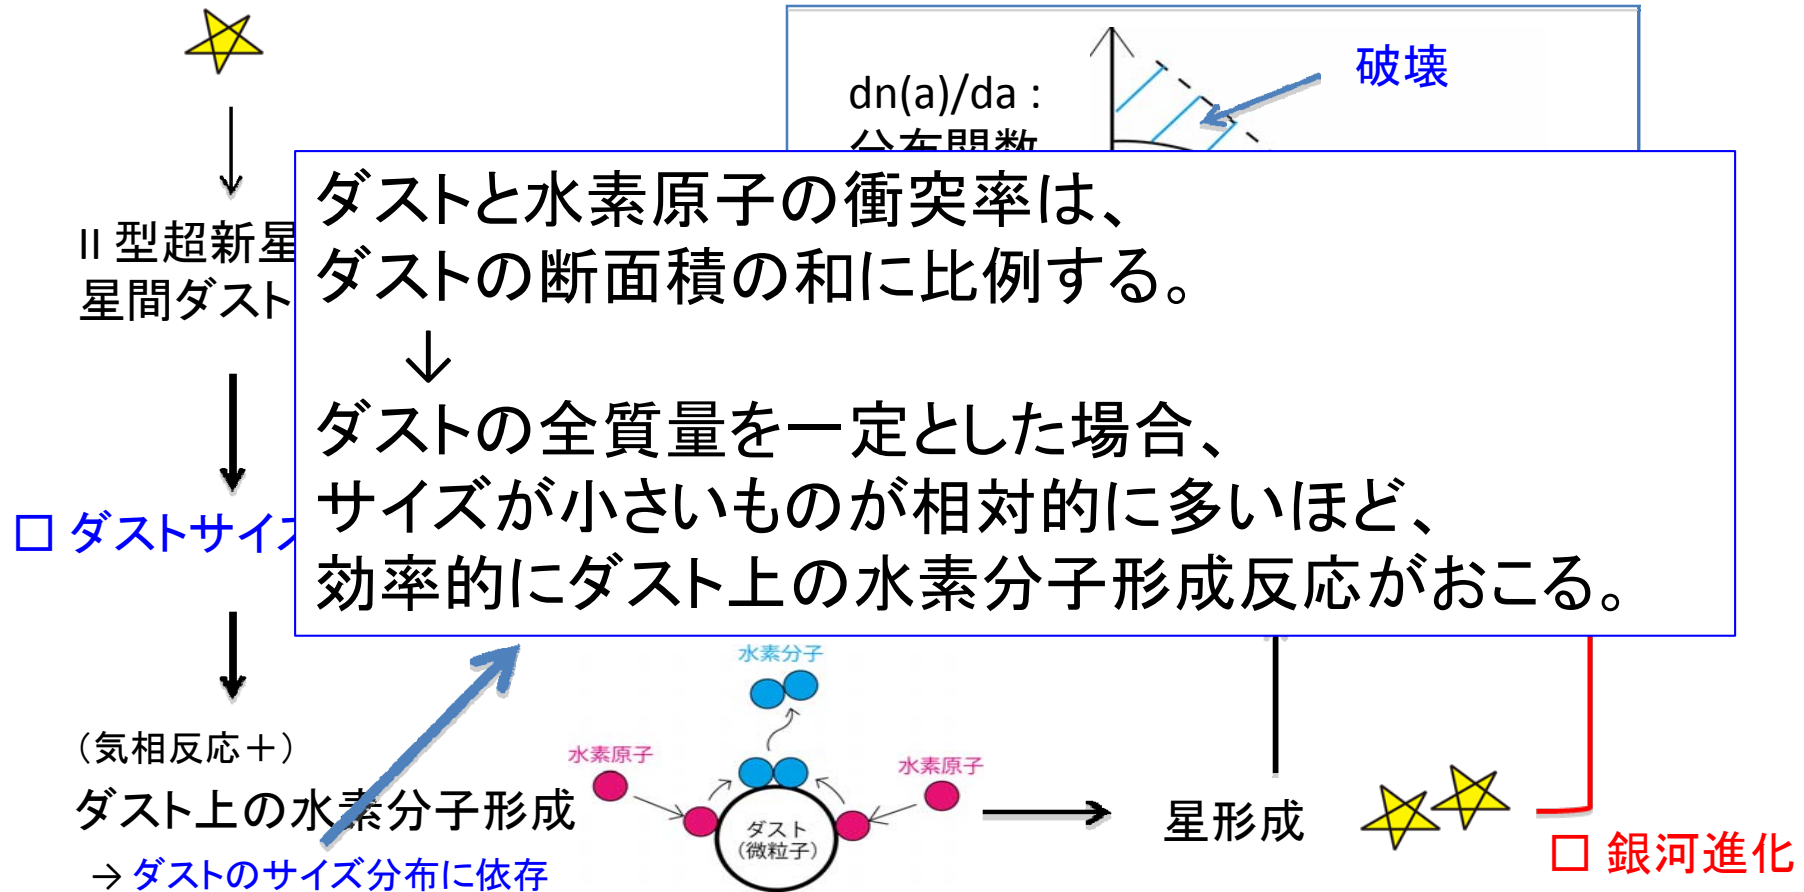 破壊
dn(a)/da :
分布関数
ダストと水素原子の衝突率は、
ダストの断面積の和に比例する。
↓
ダストの全質量を一定とした場合、
サイズが小さいものが相対的に多いほど、
効率的にダスト上の水素分子形成反応がおこる。
II 型超新星
星間ダスト
□ ダストサイズ
水素分子
水素原子
水素原子
ダスト
(微粒子)
(気相反応＋)
ダスト上の水素分子形成
→ ダストのサイズ分布に依存
星形成
□ 銀河進化